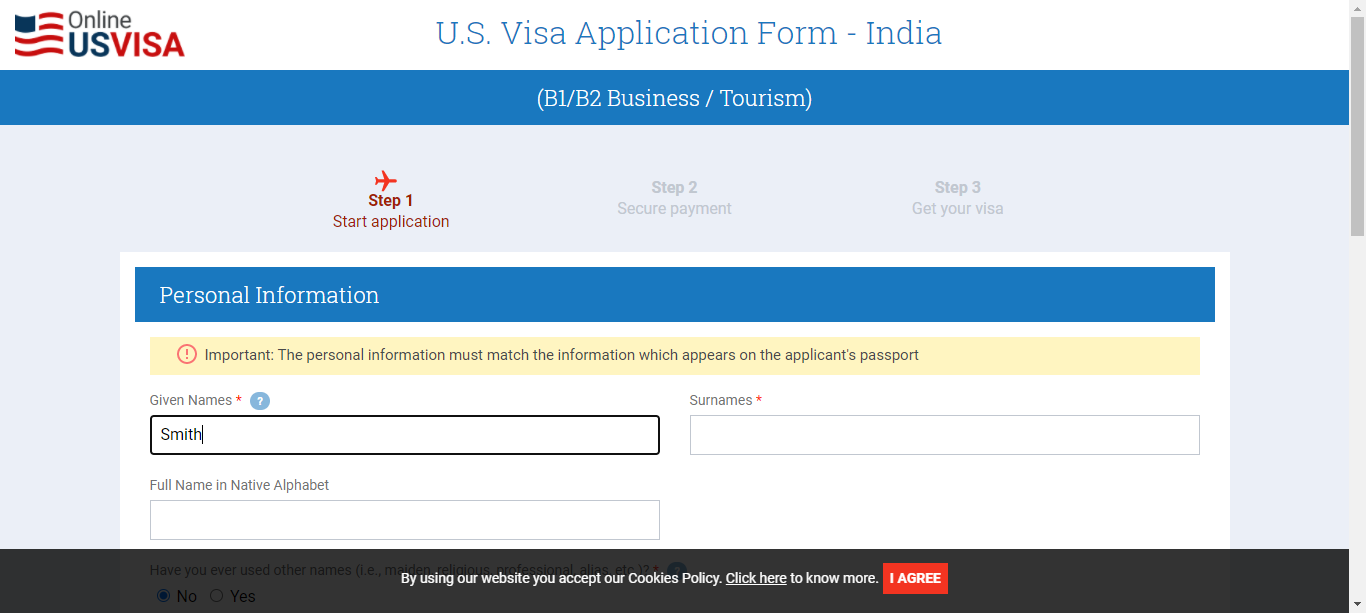 Online
USVISA
U.S. Visa Application Form - India
(B1/B2 Business / Tourism)
Step 1
Start application
Step 2
Secure payment
Step 3
Get your visa
Personal Information
Important: The personal information must match the information which appears on the applicant's passport
Given Names * ?
Smith
Surnames *
Full Name in Native Alphabet
Have you ever used other names (i.e., maiden, religious, professional, alias, etc.)? * ?
By using our website you accept our Cookies Policy. Click here to know more. I AGREE
No Yes